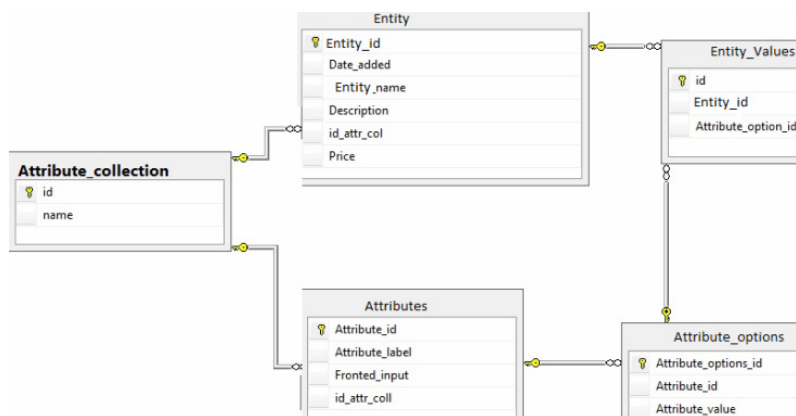 Entity
Entity_id
Date_added
Entity_name
Description
id_attr_col
Price
Entity_Values
id
Entity_id
Attribute_option_id
Attribute_collection
id
name
Attributes
Attribute_id
Attribute_label
Fronted_input
id_attr_coll
Attribute_options
Attribute_options_id
Attribute_id
Attribute_value